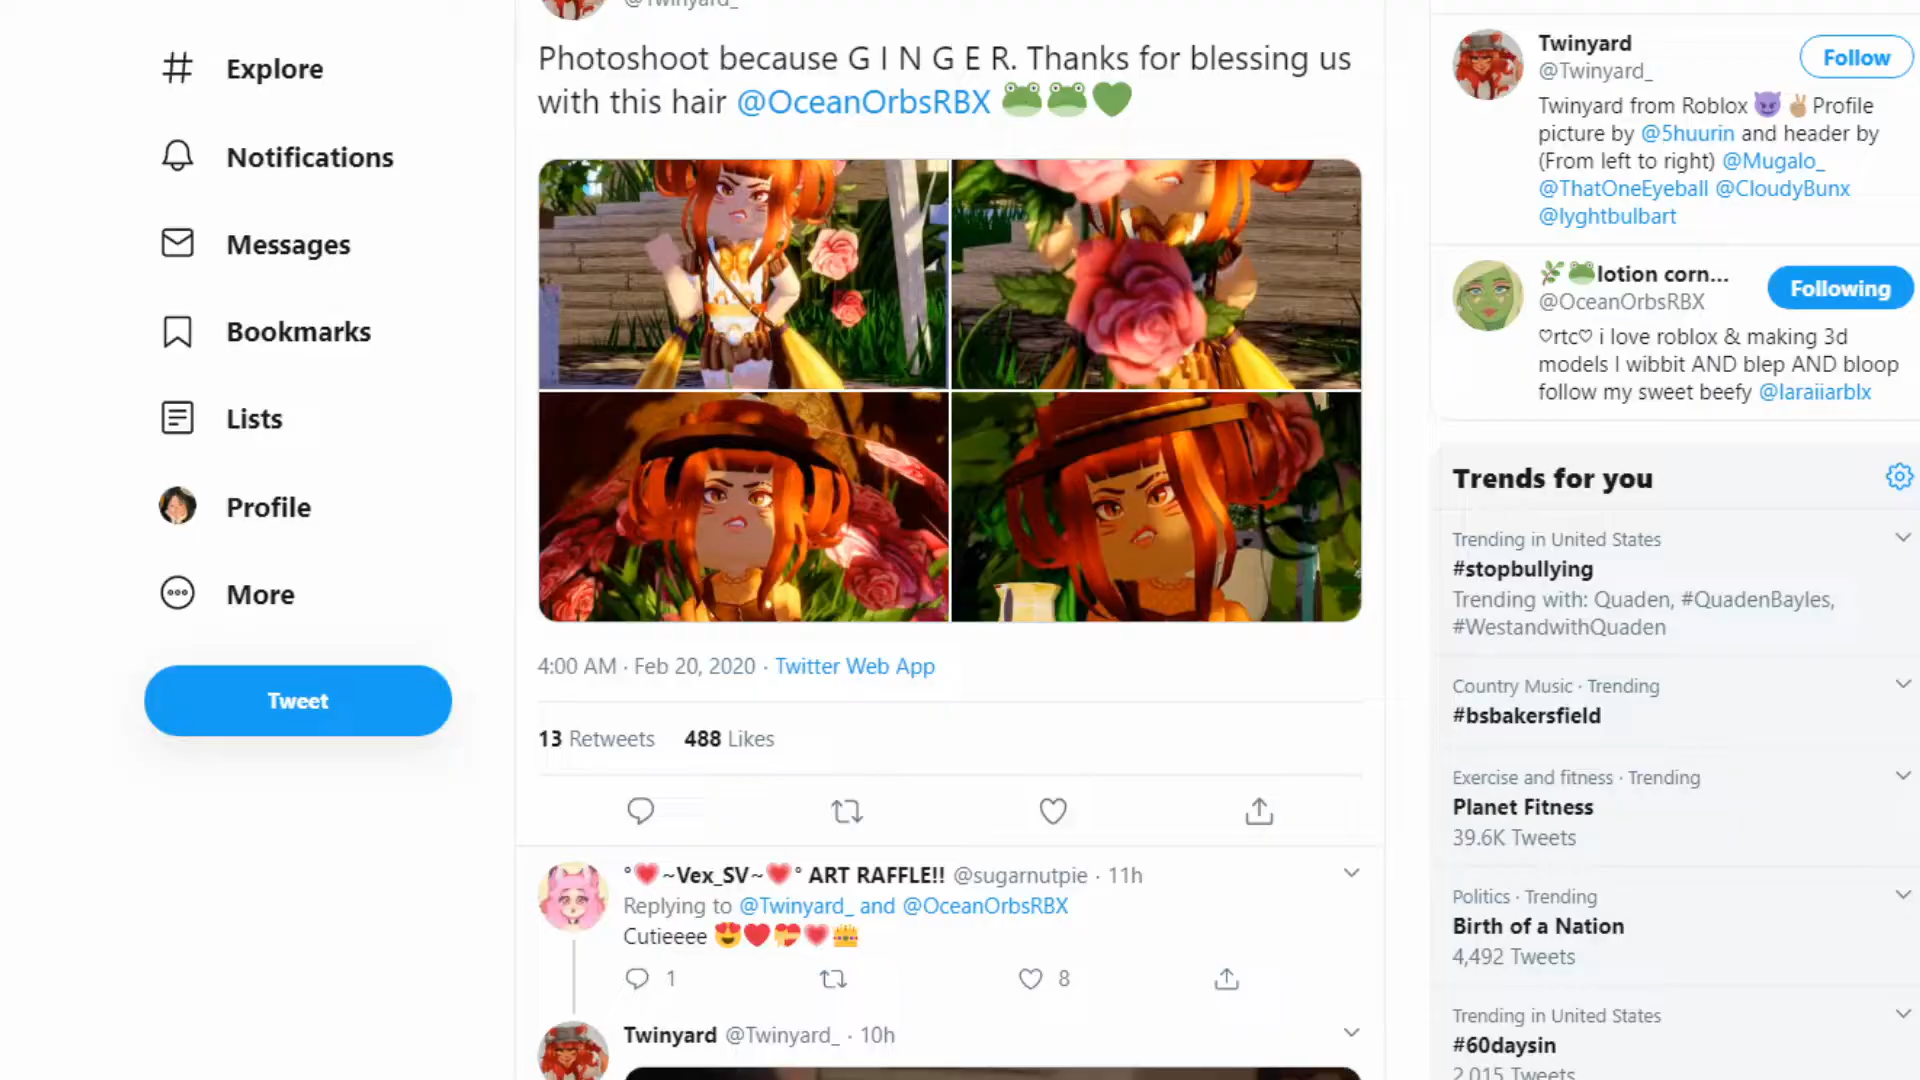 Explore
Notifications
Messages
Bookmarks
Lists
Profile
More
Tweet
@Twinyard_
Photoshoot because G I N G E R. Thanks for blessing us
with this hair @OceanOrbsRBX 🐸🐸💚
4:00 AM · Feb 20, 2020 · Twitter Web App
13 Retweets 488 Likes
°💗~Vex_SV~💗° ART RAFFLE!! @sugarnutpie · 11h
Replying to @Twinyard_ and @OceanOrbsRBX
Cutieeee 😍❤️💝💗👑
1 8
Twinyard @Twinyard_ · 10h
Twinyard
@Twinyard_
Follow
Twinyard from Roblox 😈✌🏽Profile
picture by @5huurin and header by
(From left to right) @Mugalo_
@ThatOneEyeball @CloudyBunx
@lyghtbulbart
🌿🐸lotion corn...
@OceanOrbsRBX
Following
♡rtc♡ i love roblox & making 3d
models I wibbit AND blep AND bloop
follow my sweet beefy @laraiiarblx
Trends for you
Trending in United States
#stopbullying
Trending with: Quaden, #QuadenBayles,
#WestandwithQuaden
Country Music · Trending
#bsbakersfield
Exercise and fitness · Trending
Planet Fitness
39.6K Tweets
Politics · Trending
Birth of a Nation
4,492 Tweets
Trending in United States
#60daysin
2,015 Tweets